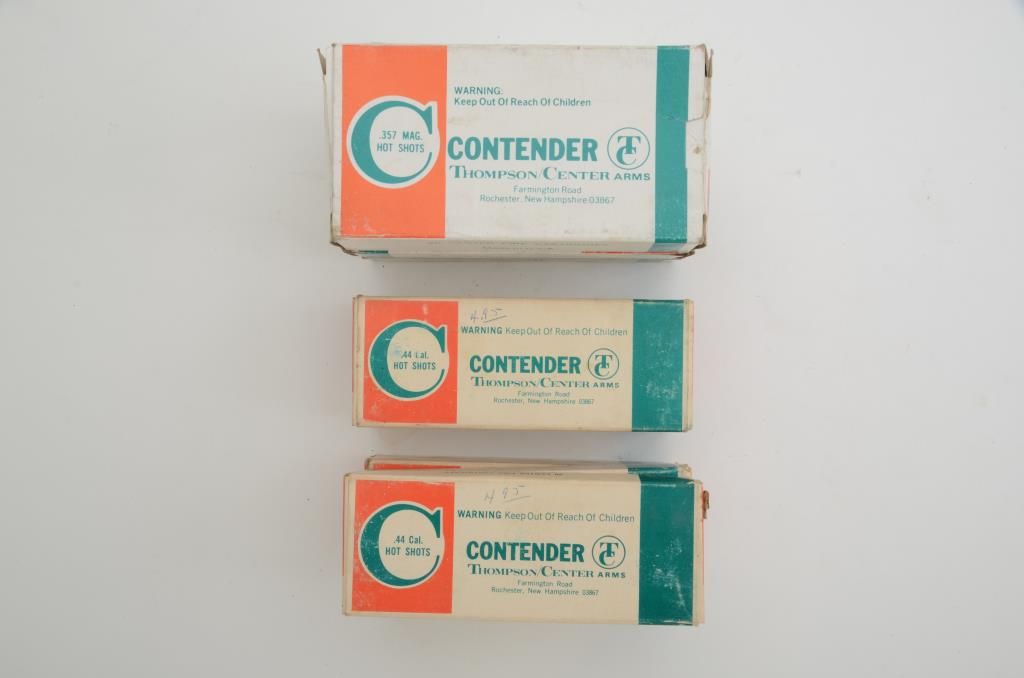 WARNING:
Keep Out Of Reach Of Children
.357 MAG.
HOT SHOTS
C
CONTENDER TC
THOMPSON/CENTER ARMS
Farmington Road
Rochester, New Hampshire 03867
4.95
WARNING Keep Out Of Reach Of Children
.44 Cal.
HOT SHOTS
C
CONTENDER TC
THOMPSON/CENTER ARMS
Farmington Road
Rochester, New Hampshire 03867
4 95
WARNING Keep Out Of Reach Of Children
.44 Cal.
HOT SHOTS
C
CONTENDER TC
THOMPSON/CENTER ARMS
Farmington Road
Rochester, New Hampshire 03867